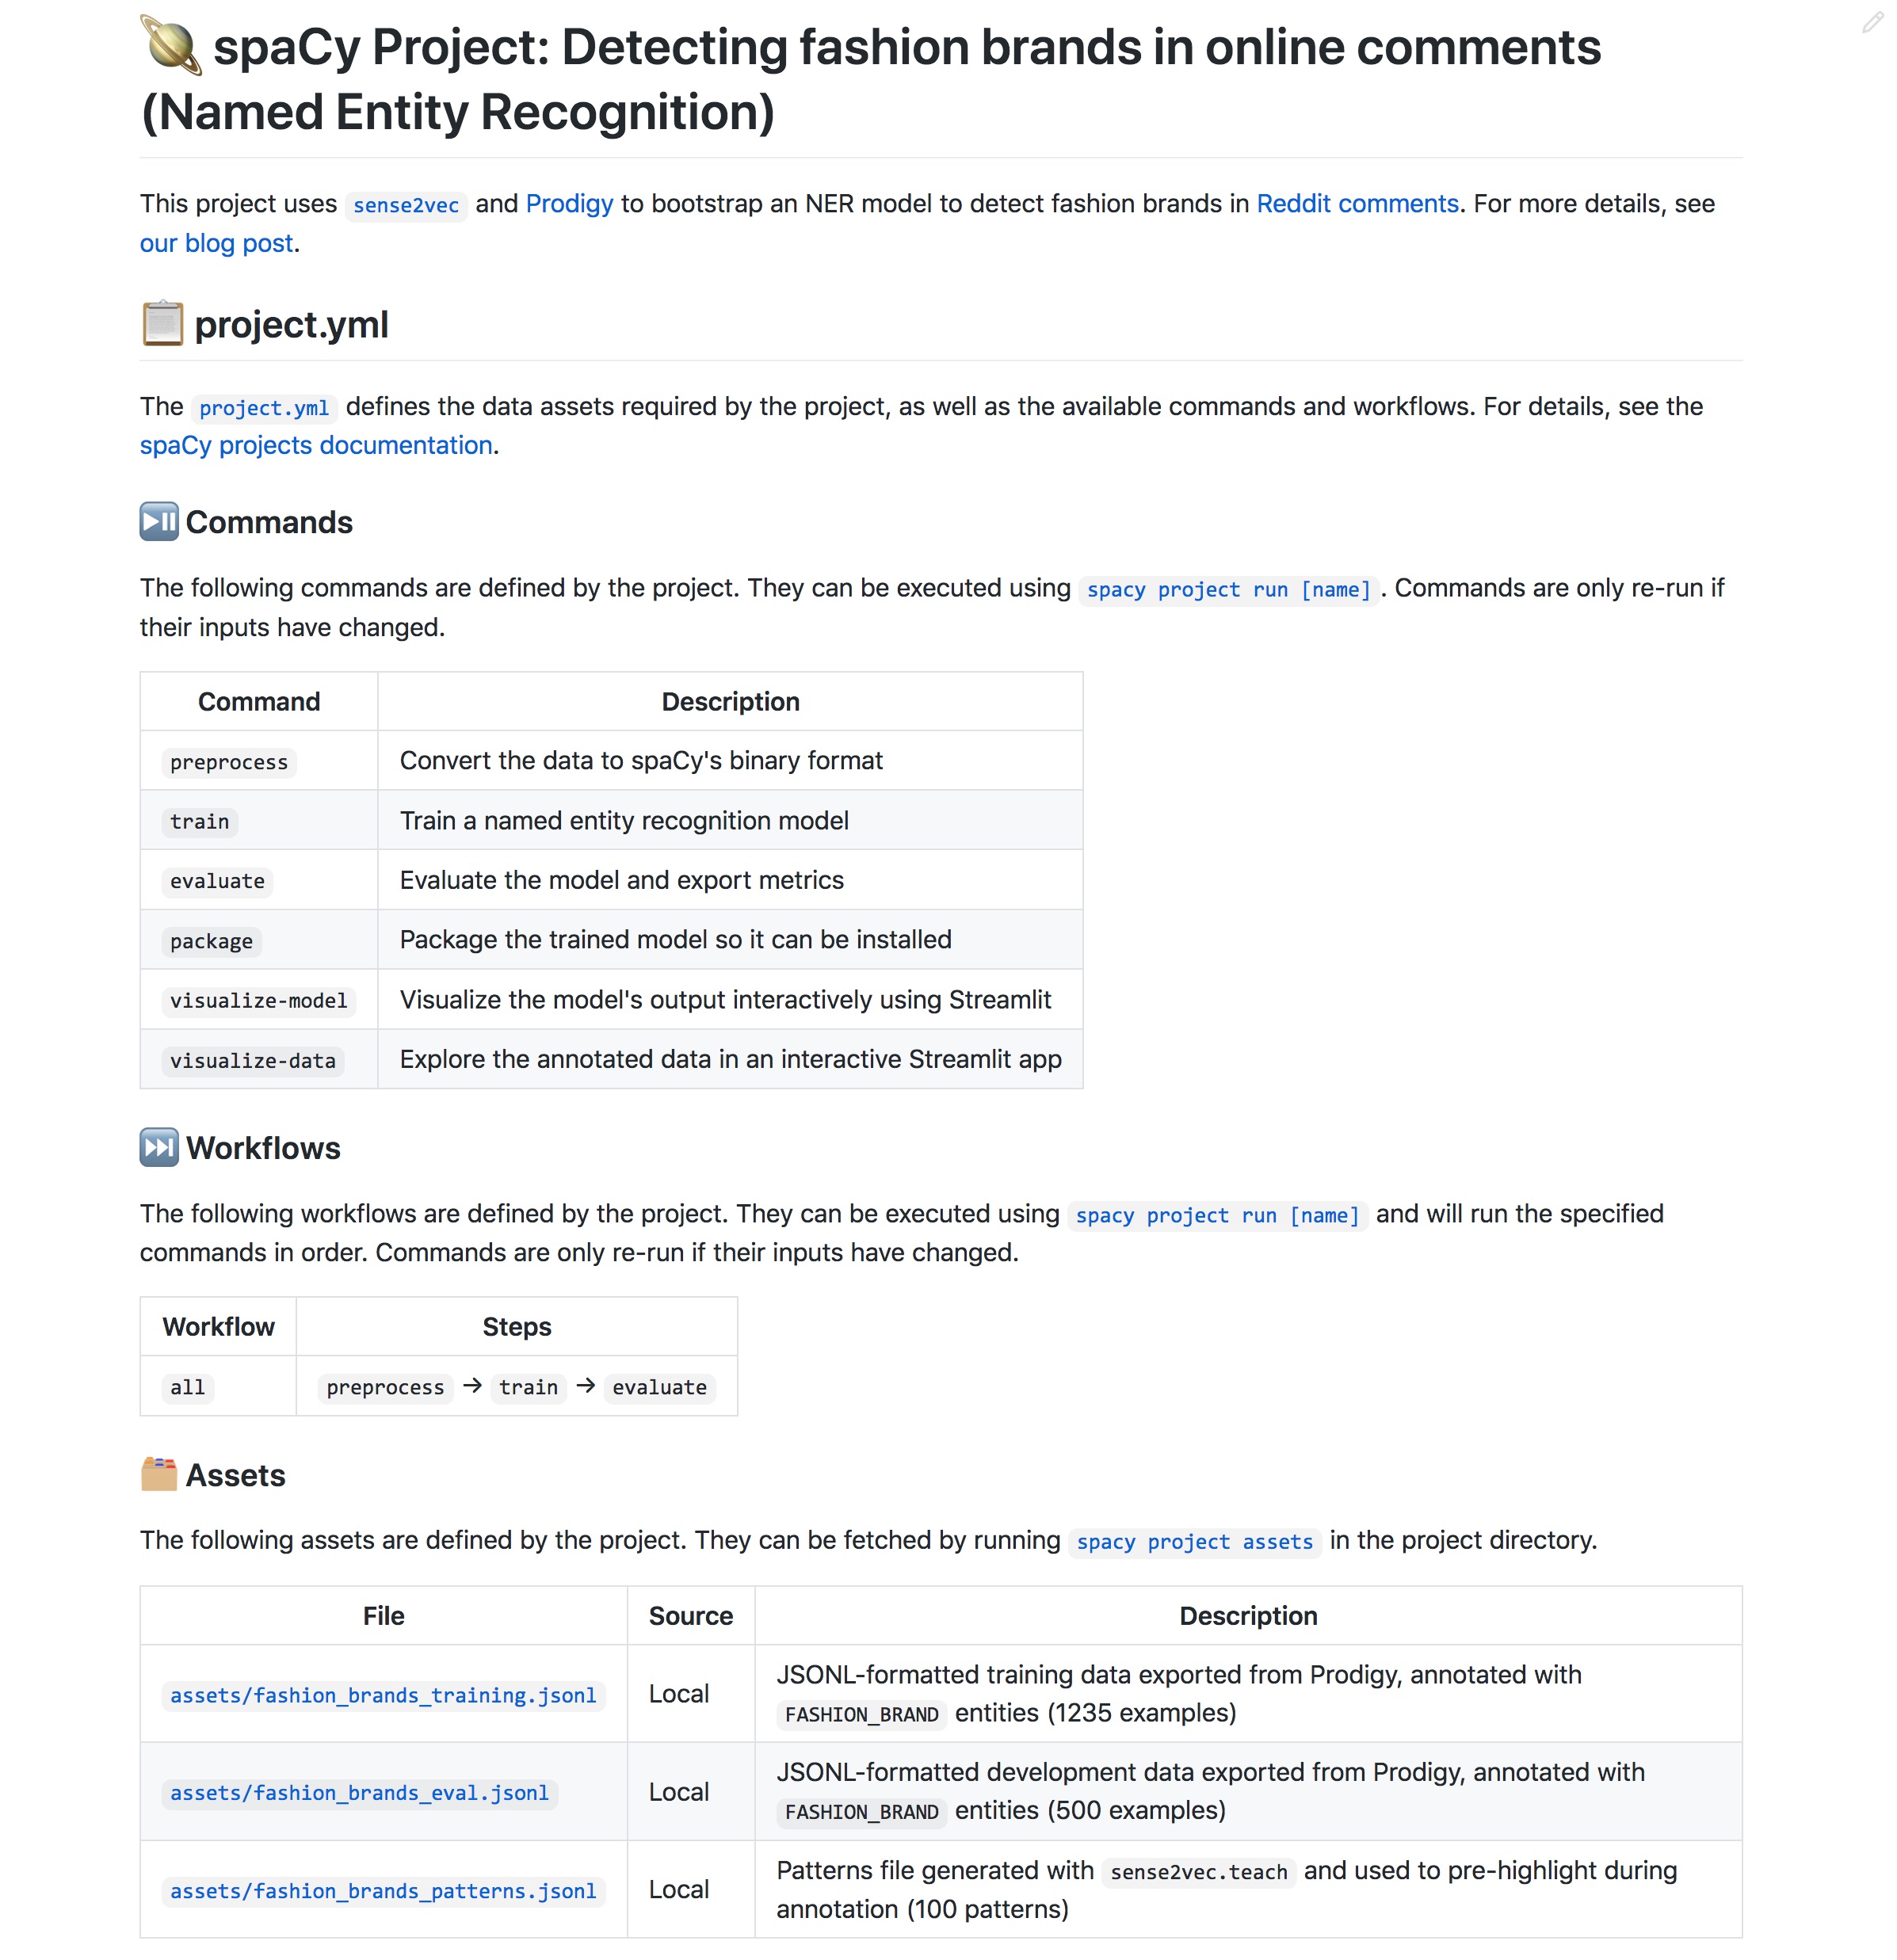 spaCy Project: Detecting fashion brands in online comments
(Named Entity Recognition)
This project uses sense2vec and Prodigy to bootstrap an NER model to detect fashion brands in Reddit comments. For more details, see
our blog post.
project.yml
The project.yml defines the data assets required by the project, as well as the available commands and workflows. For details, see the
spaCy projects documentation.
Commands
The following commands are defined by the project. They can be executed using spacy project run [name]. Commands are only re-run if
their inputs have changed.
Command Description
preprocess Convert the data to spaCy's binary format
train Train a named entity recognition model
evaluate Evaluate the model and export metrics
package Package the trained model so it can be installed
visualize-model Visualize the model's output interactively using Streamlit
visualize-data Explore the annotated data in an interactive Streamlit app
Workflows
The following workflows are defined by the project. They can be executed using spacy project run [name] and will run the specified
commands in order. Commands are only re-run if their inputs have changed.
Workflow Steps
all preprocess → train → evaluate
Assets
The following assets are defined by the project. They can be fetched by running spacy project assets in the project directory.
File Source Description
assets/fashion_brands_training.jsonl Local JSONL-formatted training data exported from Prodigy, annotated with
FASHION_BRAND entities (1235 examples)
assets/fashion_brands_eval.jsonl Local JSONL-formatted development data exported from Prodigy, annotated with
FASHION_BRAND entities (500 examples)
assets/fashion_brands_patterns.jsonl Local Patterns file generated with sense2vec.teach and used to pre-highlight during
annotation (100 patterns)